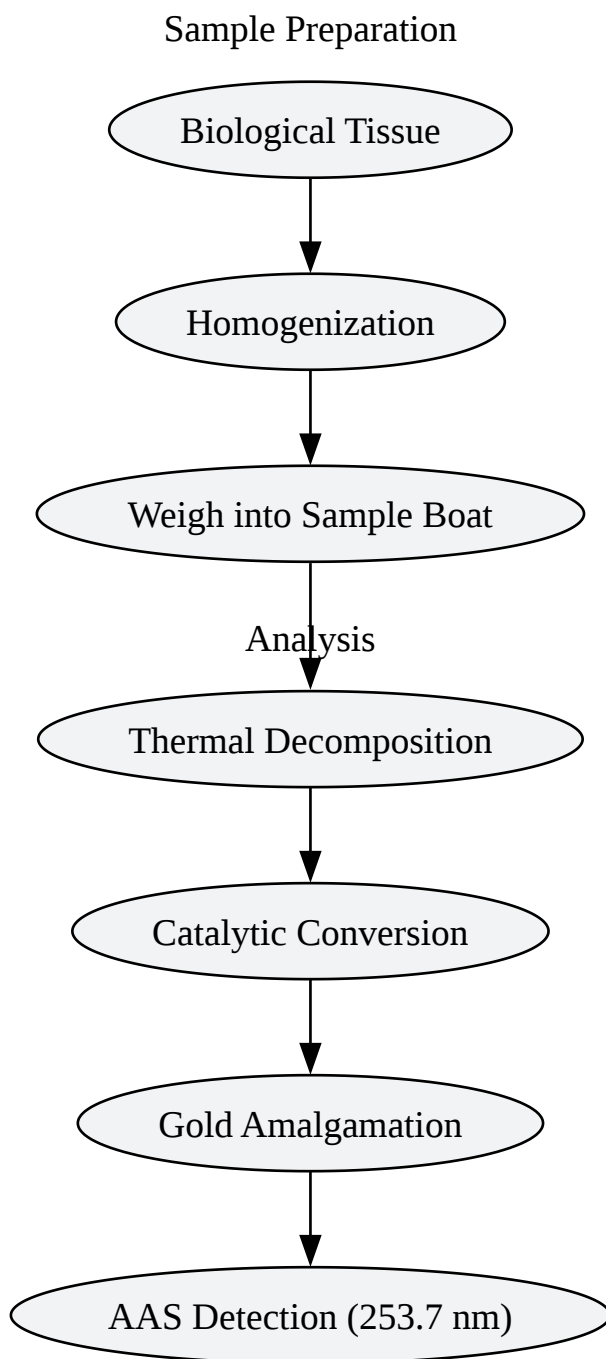 Sample Preparation
Biological Tissue
Homogenization
Weigh into Sample Boat
Analysis
Thermal Decomposition
Catalytic Conversion
Gold Amalgamation
AAS Detection (253.7 nm)